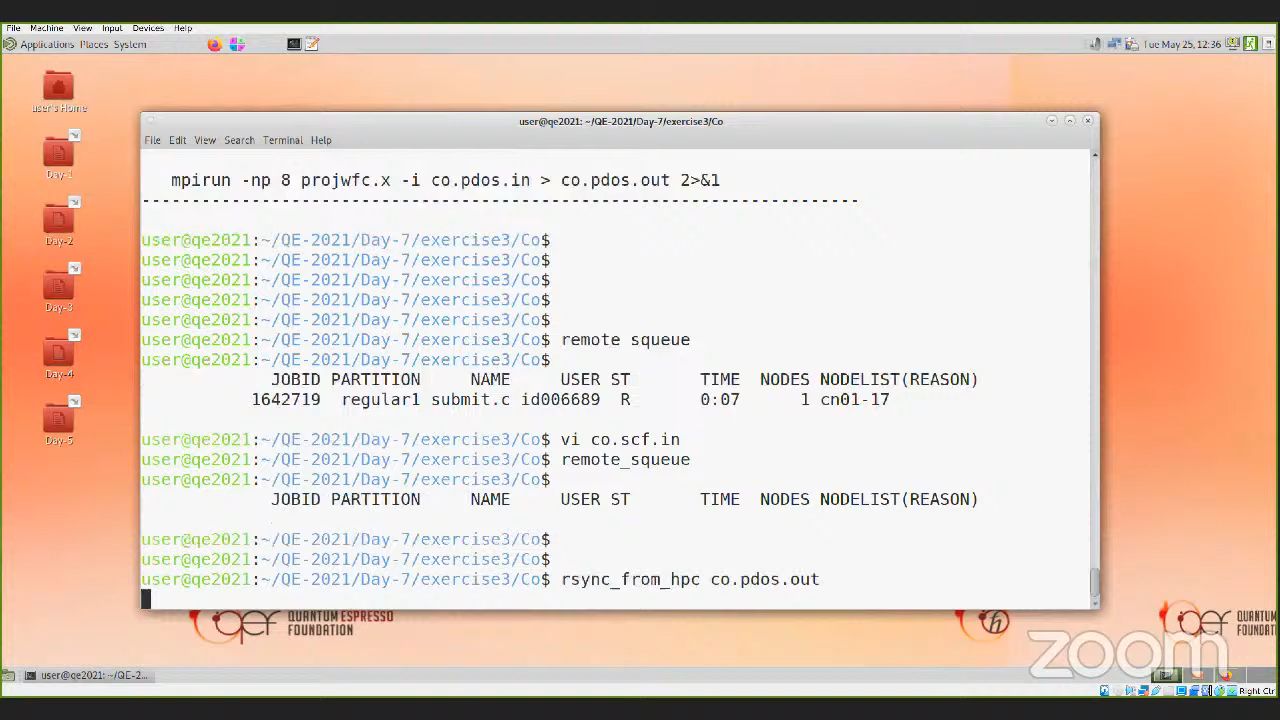 File Machine View Input Devices Help
Applications Places System
Tue May 25, 12:36
user's Home
Day-1
Day-2
Day-3
Day-4
Day-5
user@qe2021: ~/QE-2021/Day-7/exercise3/Co
File Edit View Search Terminal Help
mpirun -np 8 projwfc.x -i co.pdos.in > co.pdos.out 2>&1
------------------------------------------------------------------------
user@qe2021:~/QE-2021/Day-7/exercise3/Co$
user@qe2021:~/QE-2021/Day-7/exercise3/Co$
user@qe2021:~/QE-2021/Day-7/exercise3/Co$
user@qe2021:~/QE-2021/Day-7/exercise3/Co$
user@qe2021:~/QE-2021/Day-7/exercise3/Co$
user@qe2021:~/QE-2021/Day-7/exercise3/Co$ remote squeue
user@qe2021:~/QE-2021/Day-7/exercise3/Co$
JOBID PARTITION NAME USER ST TIME NODES NODELIST(REASON)
1642719 regular1 submit.c id006689 R 0:07 1 cn01-17
user@qe2021:~/QE-2021/Day-7/exercise3/Co$ vi co.scf.in
user@qe2021:~/QE-2021/Day-7/exercise3/Co$ remote_squeue
user@qe2021:~/QE-2021/Day-7/exercise3/Co$
JOBID PARTITION NAME USER ST TIME NODES NODELIST(REASON)
user@qe2021:~/QE-2021/Day-7/exercise3/Co$
user@qe2021:~/QE-2021/Day-7/exercise3/Co$
user@qe2021:~/QE-2021/Day-7/exercise3/Co$ rsync_from_hpc co.pdos.out
QUANTUM ESPRESSO
FOUNDATION
QUANTUM
FOUNDAT
zoom
user@qe2021: ~/QE-2...
Right Ctr